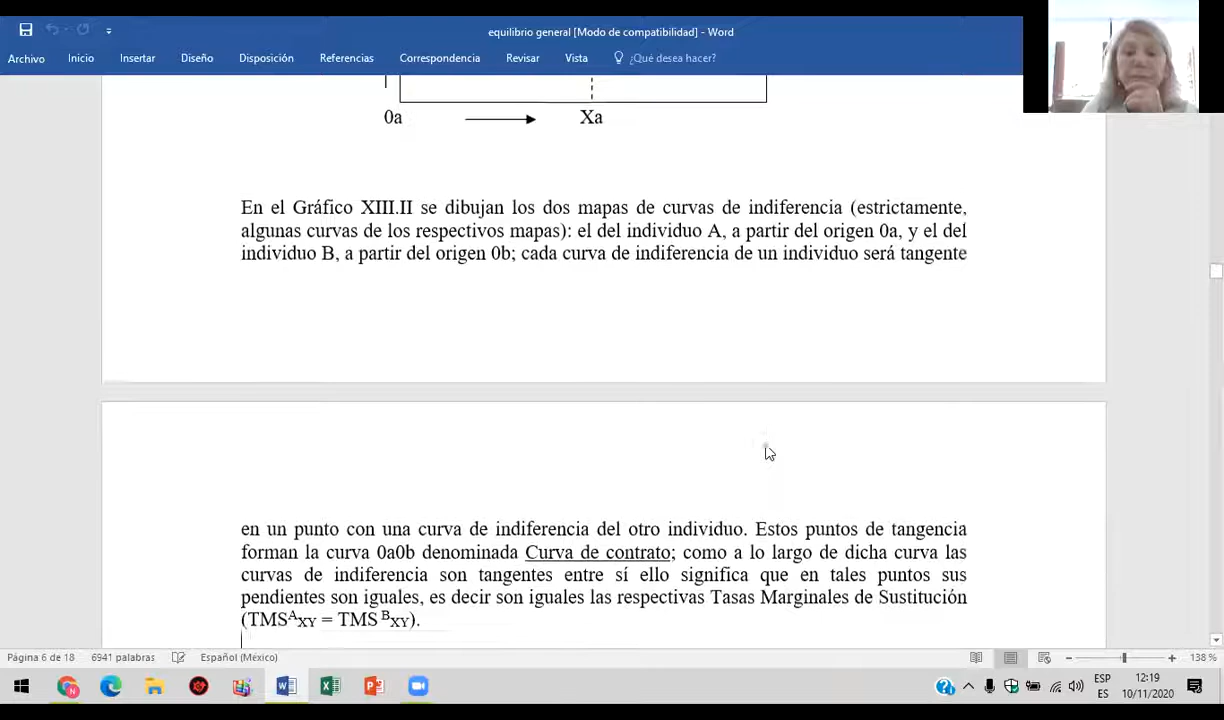 equilibrio general [Modo de compatibilidad] - Word
Archivo Inicio Insertar Diseño Disposición Referencias Correspondencia Revisar Vista ¿Qué desea hacer?
0a Xa
En el Gráfico XIII.II se dibujan los dos mapas de curvas de indiferencia (estrictamente,
algunas curvas de los respectivos mapas): el del individuo A, a partir del origen 0a, y el del
individuo B, a partir del origen 0b; cada curva de indiferencia de un individuo será tangente
en un punto con una curva de indiferencia del otro individuo. Estos puntos de tangencia
forman la curva 0a0b denominada Curva de contrato; como a lo largo de dicha curva las
curvas de indiferencia son tangentes entre sí ello significa que en tales puntos sus
pendientes son iguales, es decir son iguales las respectivas Tasas Marginales de Sustitución
(TMS^A_XY = TMS^B_XY).
Página 6 de 18 6941 palabras Español (México) 138 %
ESP 12:19
ES 10/11/2020